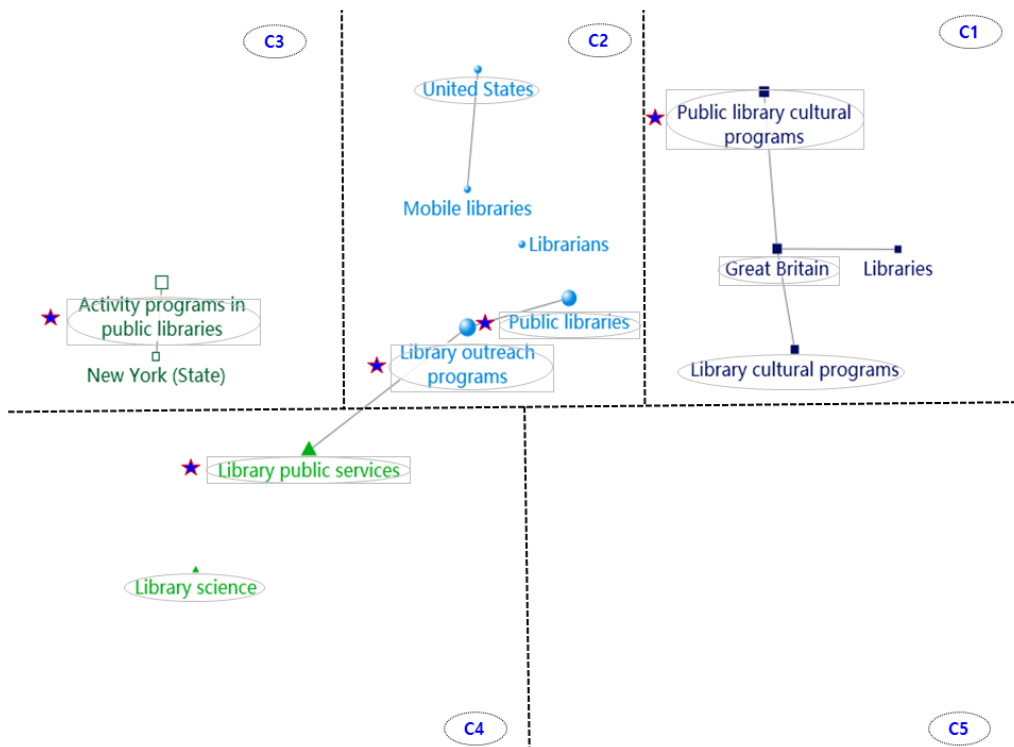 C3
C2
C1
United States
Public library cultural
programs
Mobile libraries
Librarians
Great Britain
Libraries
Activity programs in
public libraries
Public libraries
New York (State)
Library outreach
programs
Library cultural programs
Library public services
Library science
C4
C5